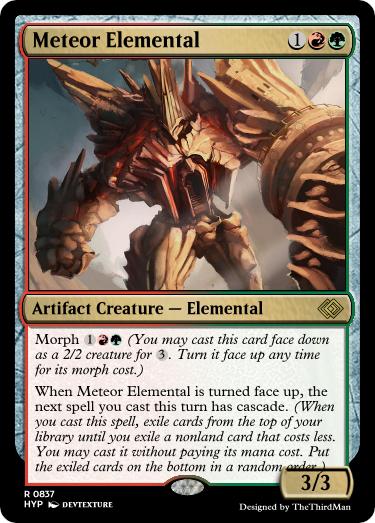 Meteor Elemental 1
Artifact Creature — Elemental
Morph 1 (You may cast this card face down
as a 2/2 creature for 3. Turn it face up any time
for its morph cost.)
When Meteor Elemental is turned face up, the
next spell you cast this turn has cascade. (When
you cast this spell, exile cards from the top of your
library until you exile a nonland card that costs less.
You may cast it without paying its mana cost. Put
the exiled cards on the bottom in a random order.)
3/3
R 0837
HYP DEVTEXTURE
Designed by TheThirdMan